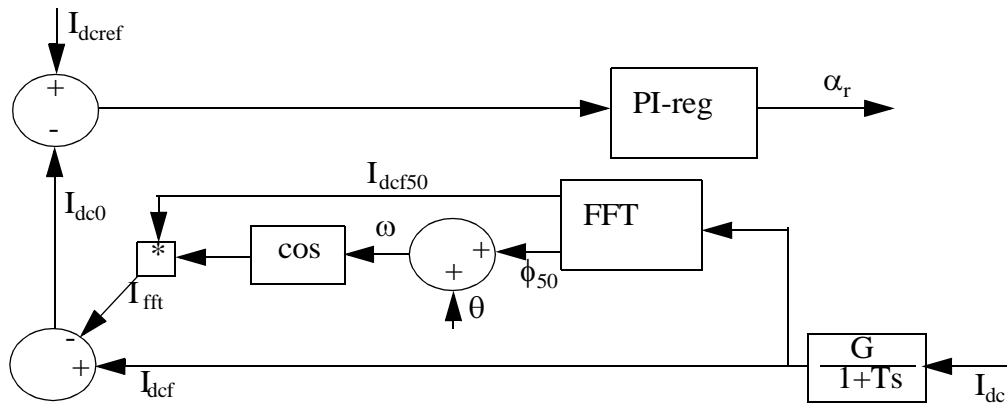 I_dcref
+
-
PI-reg
α_r
I_dc0
I_dcf50
FFT
*
cos
ω
+
+
ϕ_50
θ
I_fft
-
+
I_dcf
G
1+Ts
I_dc